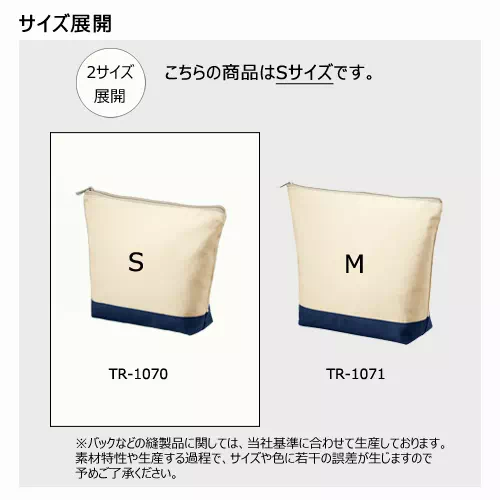 サイズ展開
2サイズ
展開
こちらの商品はSサイズです。
S
M
TR-1070
TR-1071
※バックなどの縫製品に関しては、当社基準に合わせて生産しております。
素材特性や生産する過程で、サイズや色に若干の誤差が生じますので
予めご了承ください。